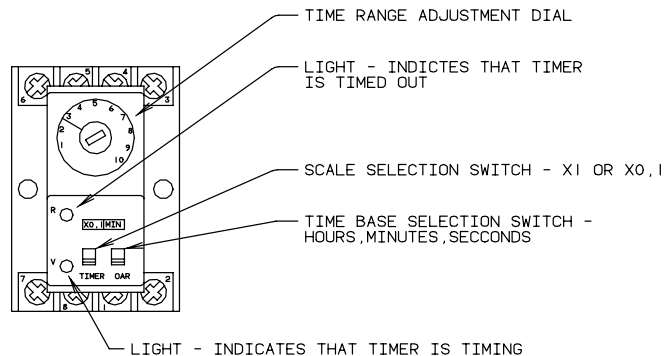 TIME RANGE ADJUSTMENT DIAL
LIGHT - INDICTES THAT TIMER
IS TIMED OUT
SCALE SELECTION SWITCH - X1 OR X0,1
TIME BASE SELECTION SWITCH -
HOURS,MINUTES,SECCONDS
LIGHT - INDICATES THAT TIMER IS TIMING
6 5 4 3
1 2 3 4 5 6 7 8 9 10
R
X0,1 MIN
V
TIMER OAR
7 8 1 2